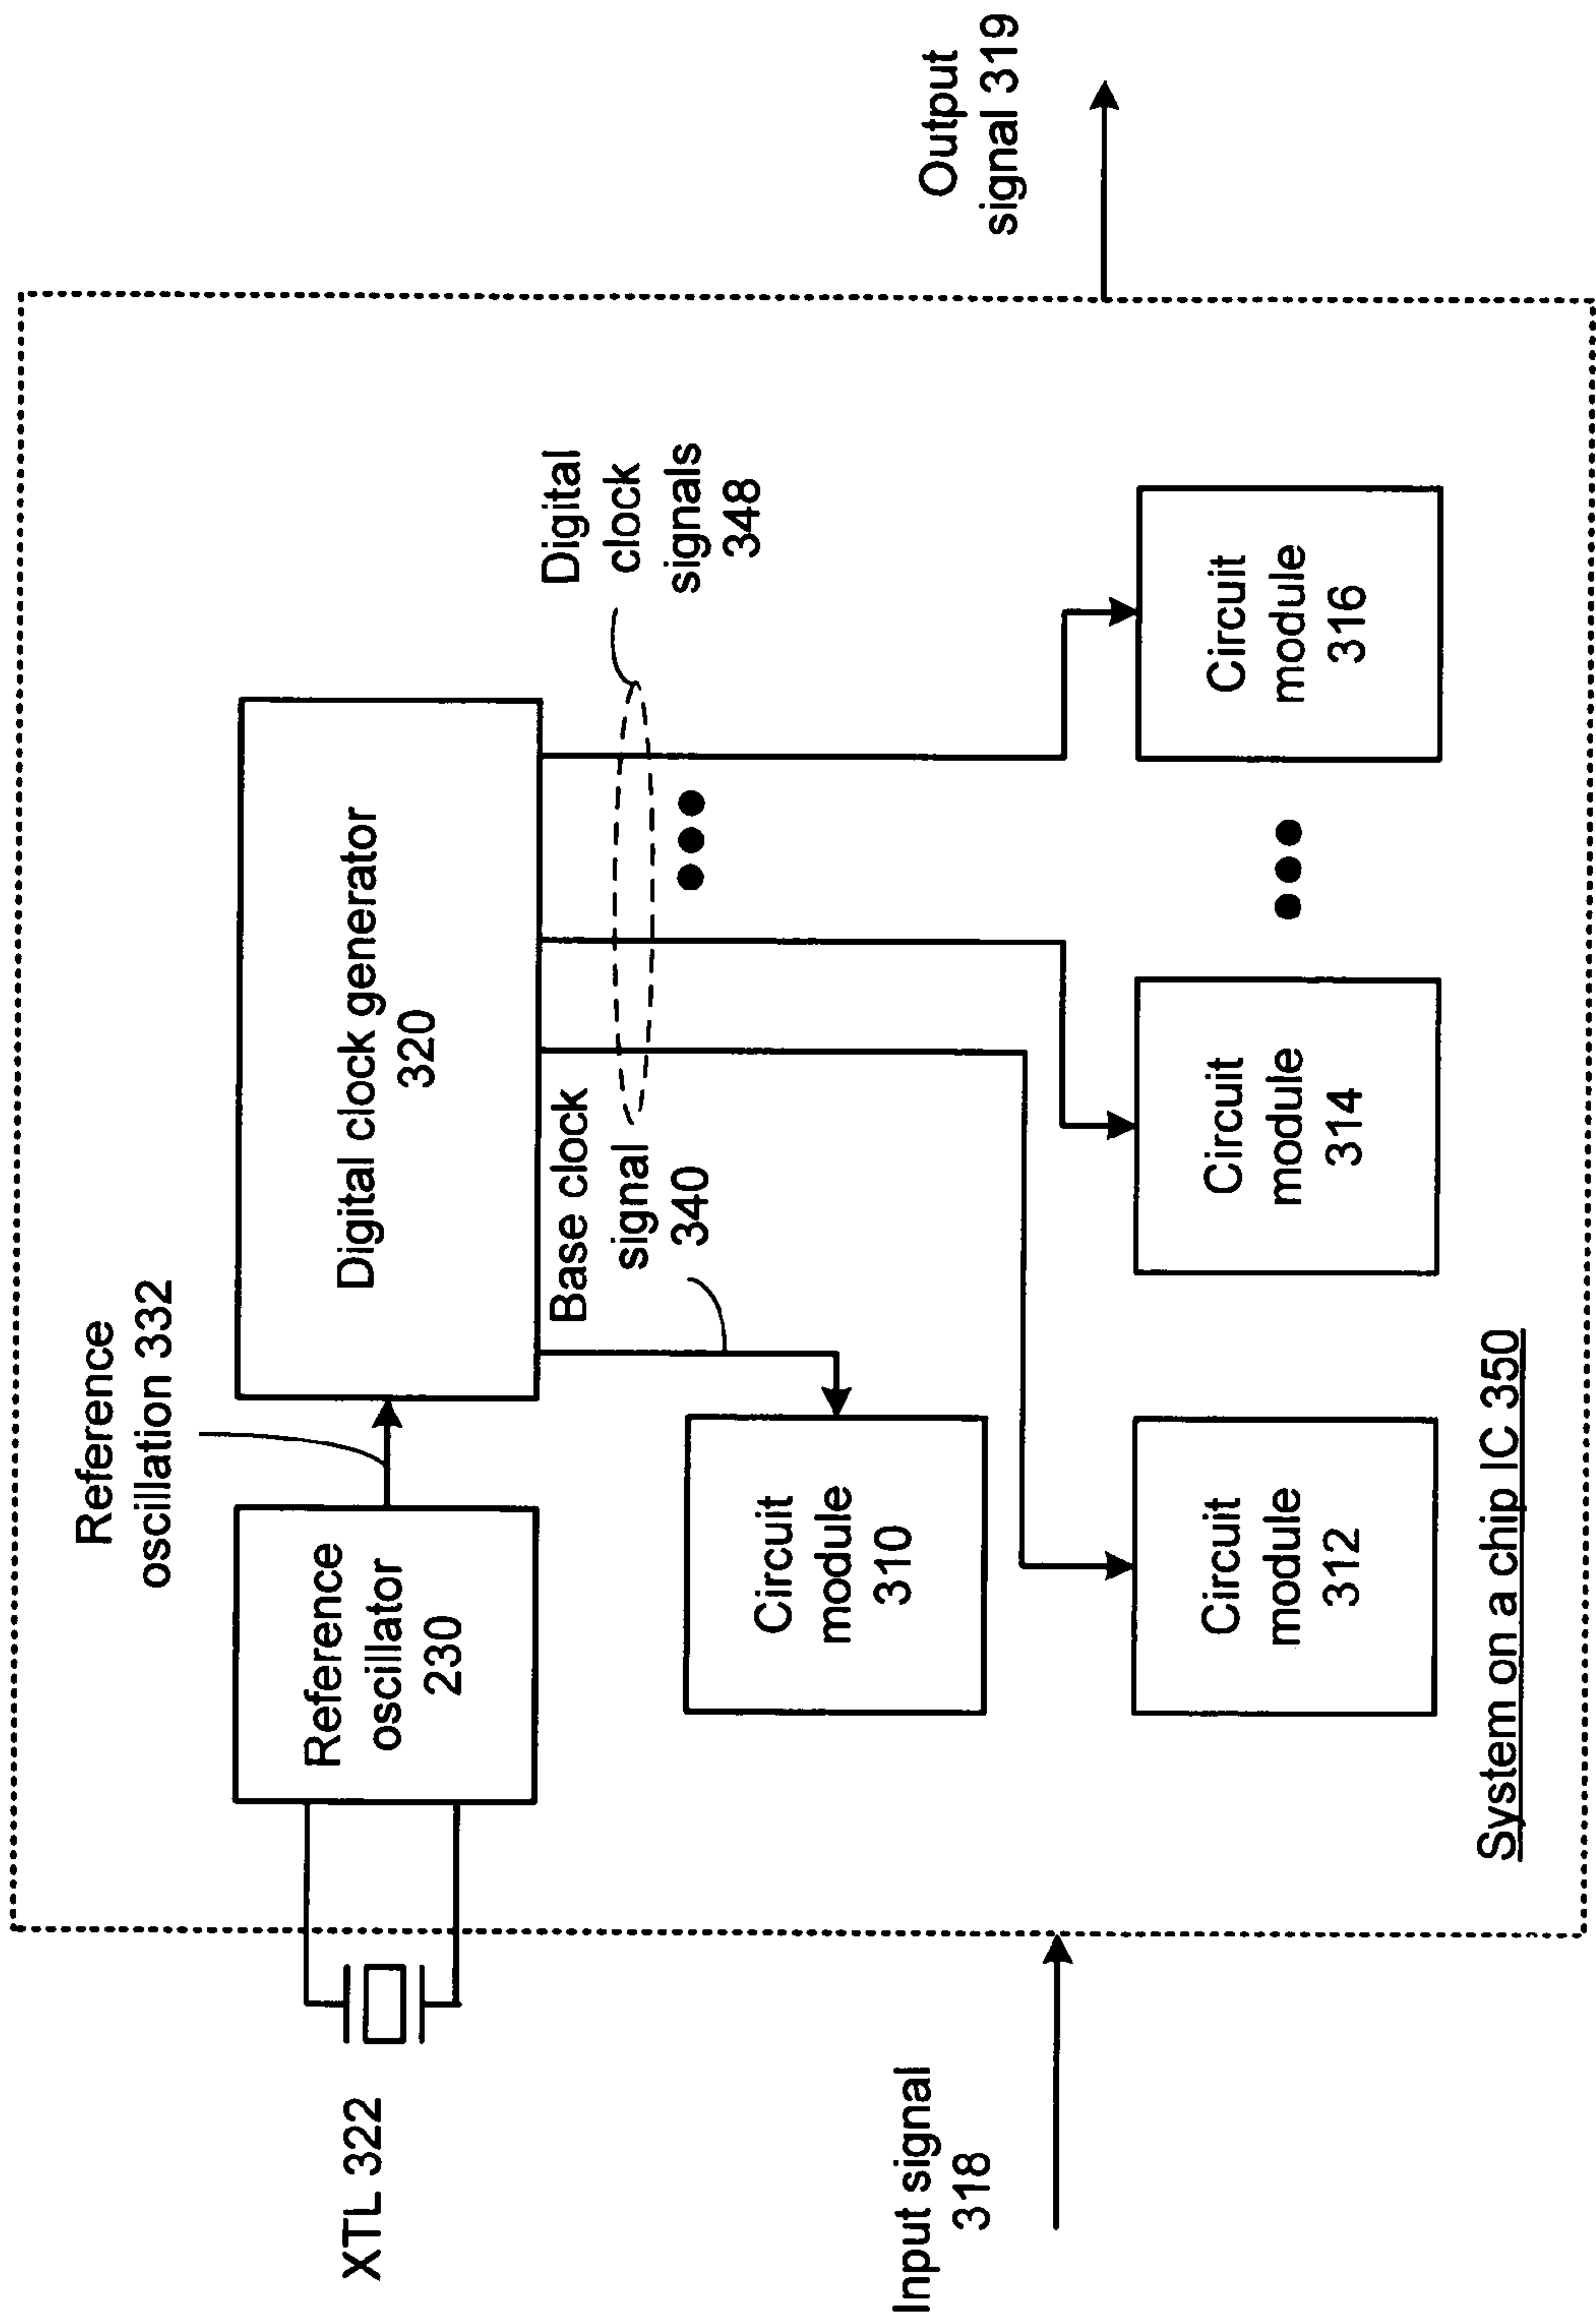 XTL 322
Reference
oscillator
230
Reference
oscillation 332
Digital clock generator
320
Base clock
signal
340
Digital
clock
signals
348
Circuit
module
310
Circuit
module
312
Circuit
module
314
Circuit
module
316
Input signal
318
Output
signal 319
System on a chip IC 350